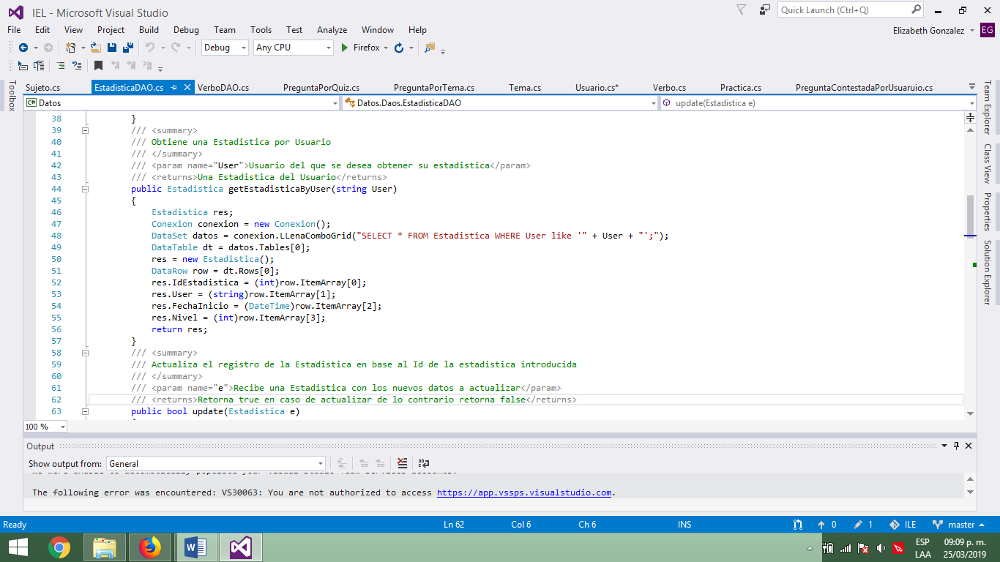 IEL - Microsoft Visual Studio
Quick Launch (Ctrl+Q)
File Edit View Project Build Debug Team Tools Test Analyze Window Help
Elizabeth Gonzalez EG
Debug Any CPU Firefox
Toolbox
Sujeto.cs EstadisticaDAO.cs VerboDAO.cs PreguntaPorQuiz.cs PreguntaPorTema.cs Tema.cs Usuario.cs* Verbo.cs Practica.cs PreguntaContestadaPorUsuaruio.cs
C# Datos Datos.Daos.EstadisticaDAO update(Estadistica e)
38 }
39 /// <summary>
40 /// Obtiene una Estadistica por Usuario
41 /// </summary>
42 /// <param name="User">Usuario del que se desea obtener su estadistica</param>
43 /// <returns>Una Estadistica del Usuario</returns>
44 public Estadistica getEstadisticaByUser(string User)
45 {
46 Estadistica res;
47 Conexion conexion = new Conexion();
48 DataSet datos = conexion.LLenaComboGrid("SELECT * FROM Estadistica WHERE User like '" + User + "';");
49 DataTable dt = datos.Tables[0];
50 res = new Estadistica();
51 DataRow row = dt.Rows[0];
52 res.IdEstadistica = (int)row.ItemArray[0];
53 res.User = (string)row.ItemArray[1];
54 res.FechaInicio = (DateTime)row.ItemArray[2];
55 res.Nivel = (int)row.ItemArray[3];
56 return res;
57 }
58 /// <summary>
59 /// Actualiza el registro de la Estadistica en base al Id de la estadistica introducida
60 /// </summary>
61 /// <param name="e">Recibe una Estadistica con los nuevos datos a actualizar</param>
62 /// <returns>Retorna true en caso de actualizar de lo contrario retorna false</returns>
63 public bool update(Estadistica e)
100 %
Team Explorer
Class View
Properties
Solution Explorer
Output
Show output from: General
The following error was encountered: VS30063: You are not authorized to access https://app.vssps.visualstudio.com.
Ready Ln 62 Col 6 Ch 6 INS 0 1 ILE master
ESP 09:09 p. m.
LAA 25/03/2019